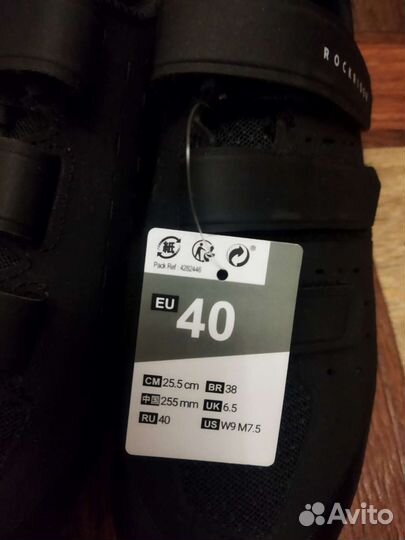 ROCKRIDER
紙
Pack Ref : 4282446
EU 40
CM 25.5 cm BR 38
中国 255 mm UK 6.5
RU 40 US W9 M7.5
Avito